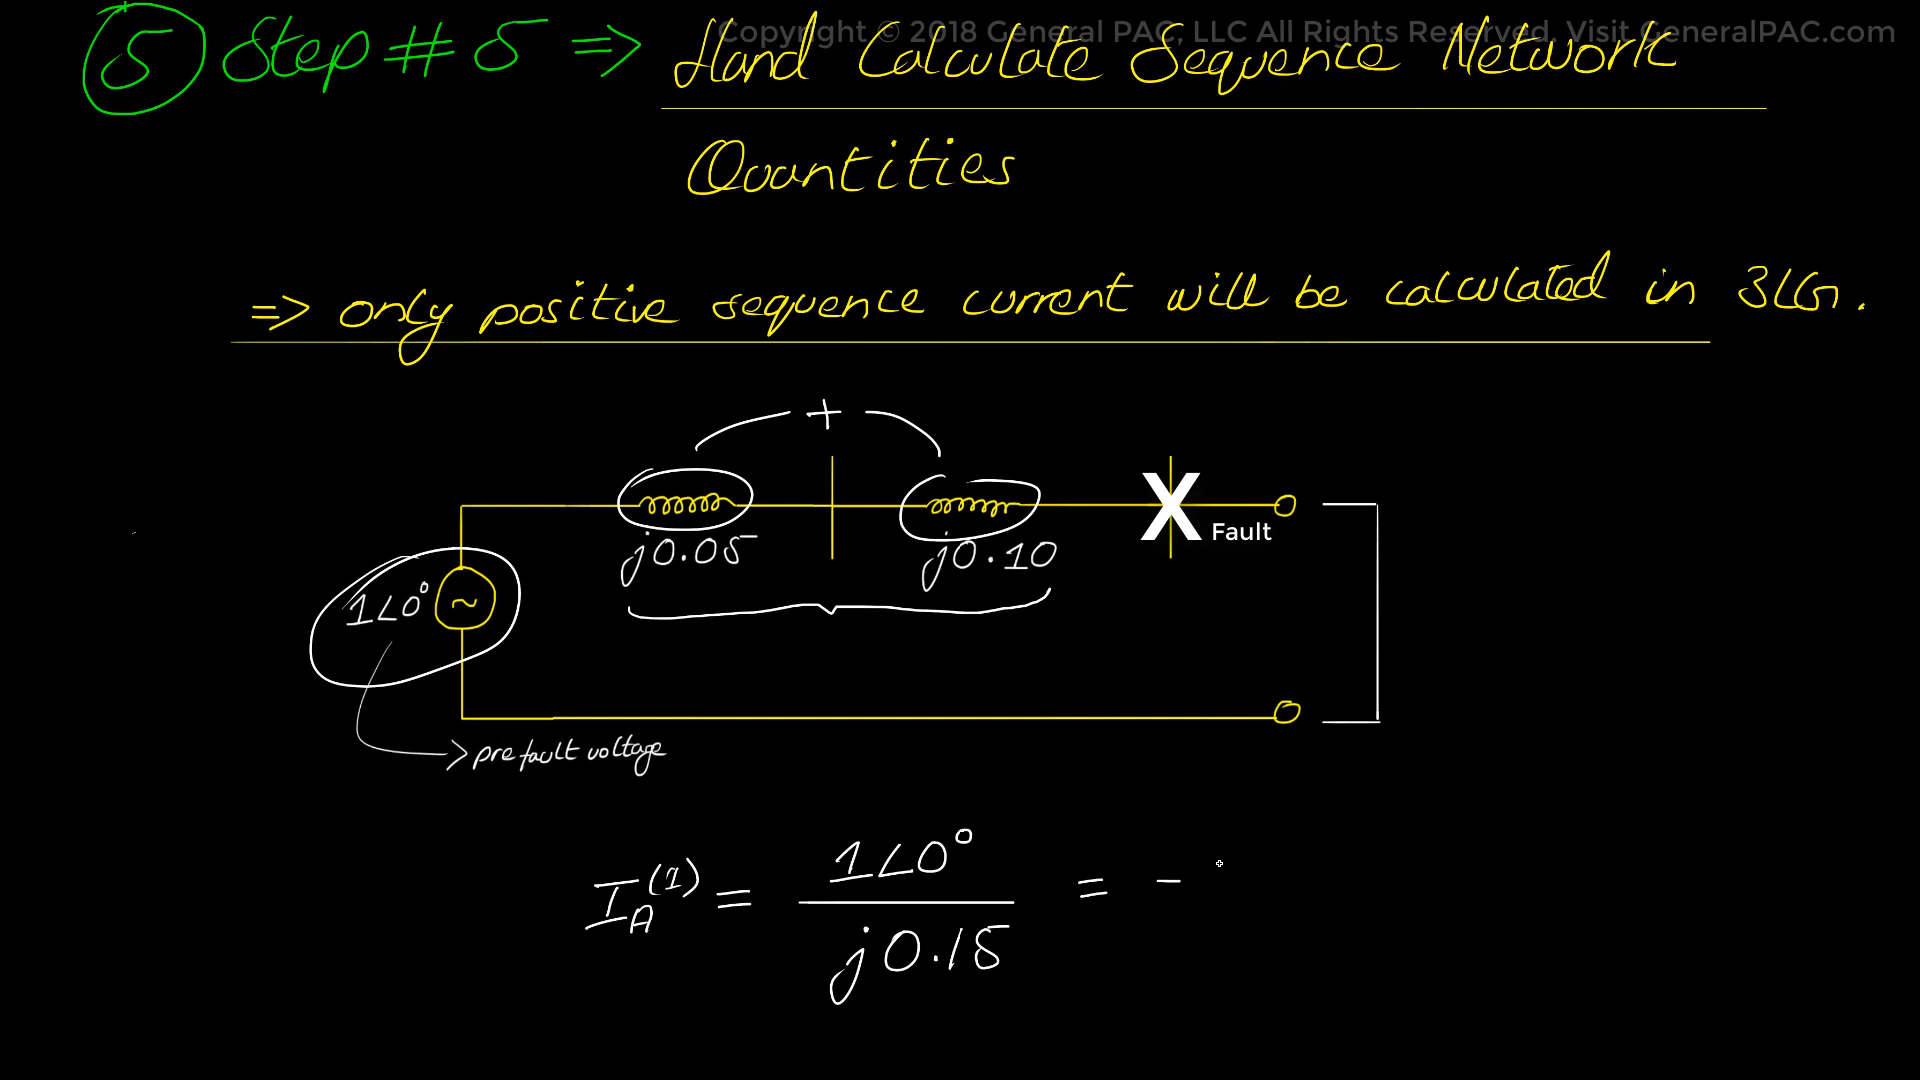 Copyright © 2018 General PAC, LLC All Rights Reserved. Visit GeneralPAC.com
5 Step # 5 => Hand Calculate Sequence Network
Quantities
=> only positive sequence current will be calculated in 3LG.
+
X Fault
j0.05 j0.10
1∠0° ~
prefault voltage
I_A^(1) = 1∠0° / j0.15 = -